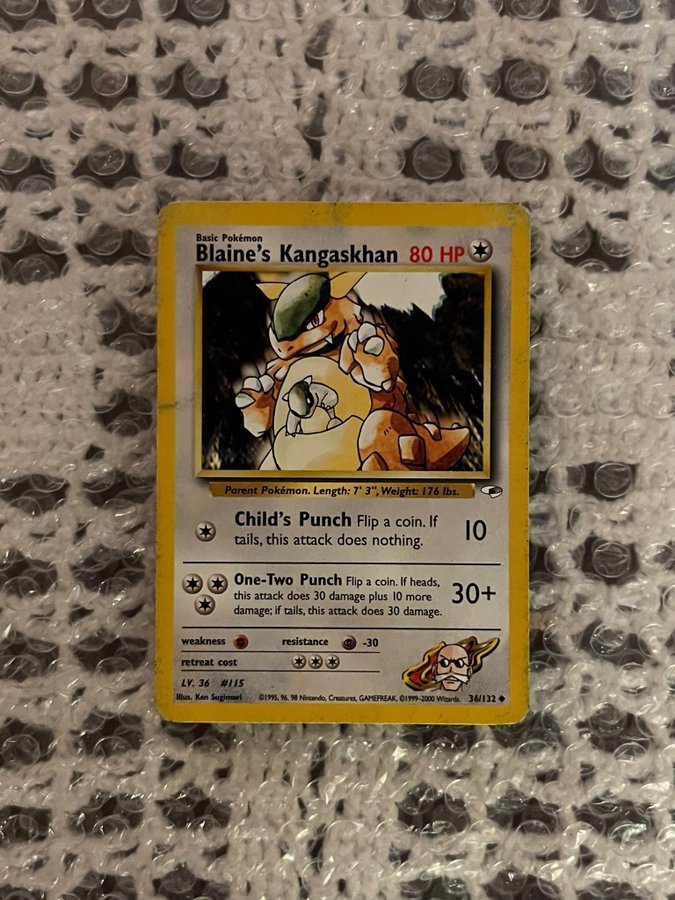 Basic Pokémon
Blaine's Kangaskhan 80 HP
Parent Pokémon. Length: 7' 3", Weight: 176 lbs.
Child's Punch Flip a coin. If
tails, this attack does nothing.
10
One-Two Punch Flip a coin. If heads,
this attack does 30 damage plus 10 more
damage; if tails, this attack does 30 damage.
30+
weakness resistance -30
retreat cost
LV. 36 #115
Illus. Ken Sugimori ©1995, 96, 98 Nintendo, Creatures, GAMEFREAK. ©1999-2000 Wizards. 36/132